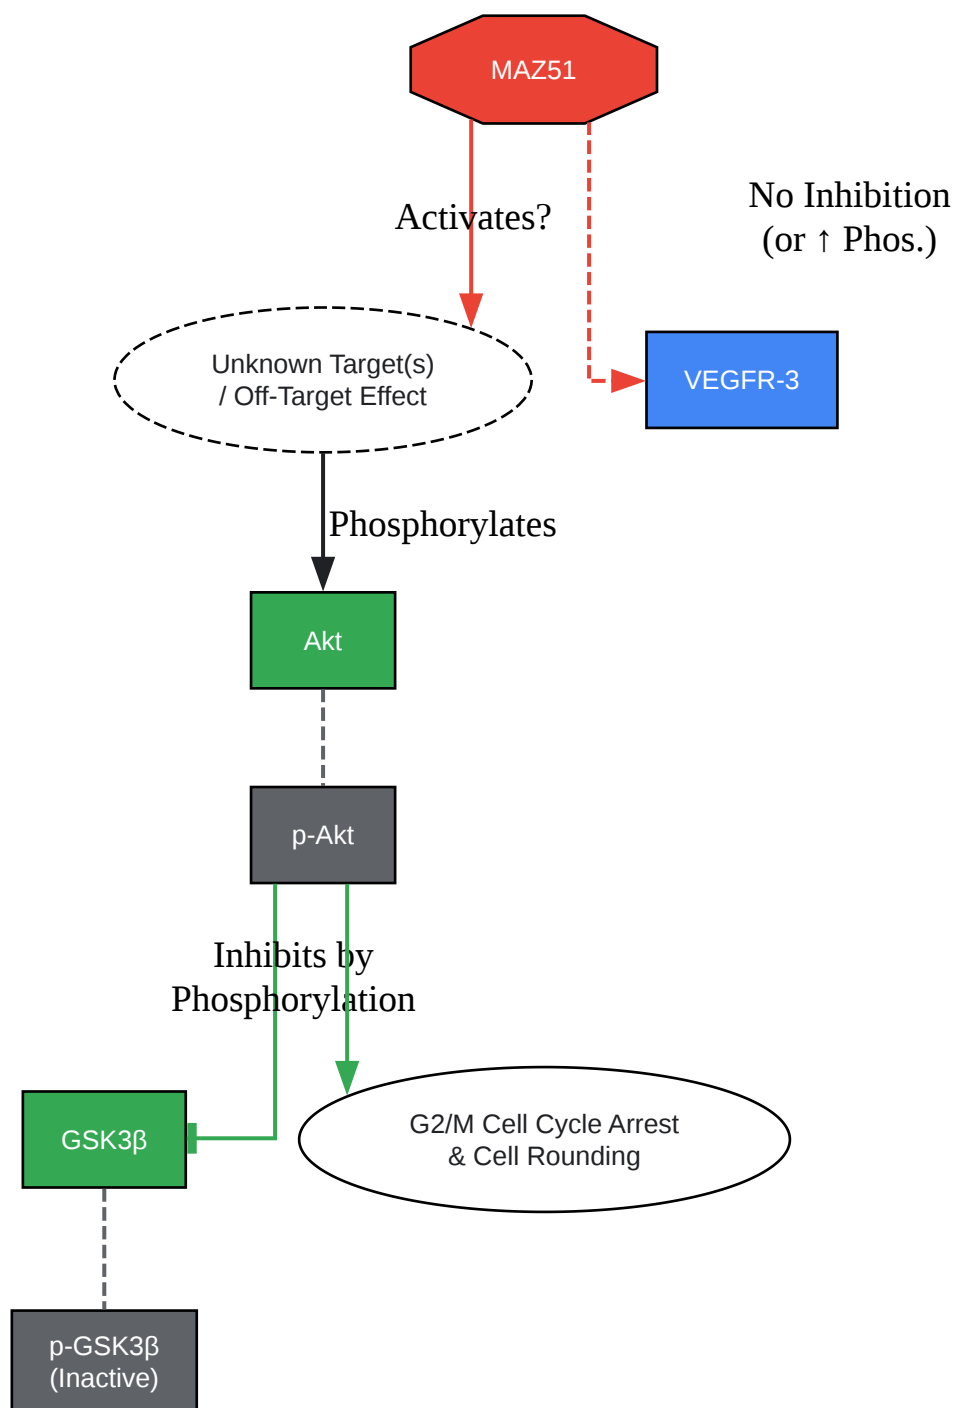 MAZ51
No Inhibition
(or ↑ Phos.)
Activates?
Unknown Target(s)
/ Off-Target Effect
VEGFR-3
Phosphorylates
Akt
p-Akt
Inhibits by
Phosphorylation
GSK3β
G2/M Cell Cycle Arrest
& Cell Rounding
p-GSK3β
(Inactive)